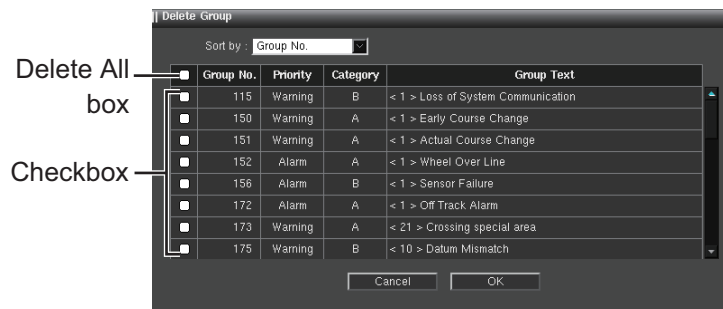 Delete Group
Sort by : Group No.
Delete All box
Group No. Priority Category Group Text
115 Warning B < 1 > Loss of System Communication
150 Warning A < 1 > Early Course Change
151 Warning A < 1 > Actual Course Change
Checkbox
152 Alarm A < 1 > Wheel Over Line
156 Alarm B < 1 > Sensor Failure
172 Alarm A < 1 > Off Track Alarm
173 Warning A < 21 > Crossing special area
175 Warning B < 10 > Datum Mismatch
Cancel OK